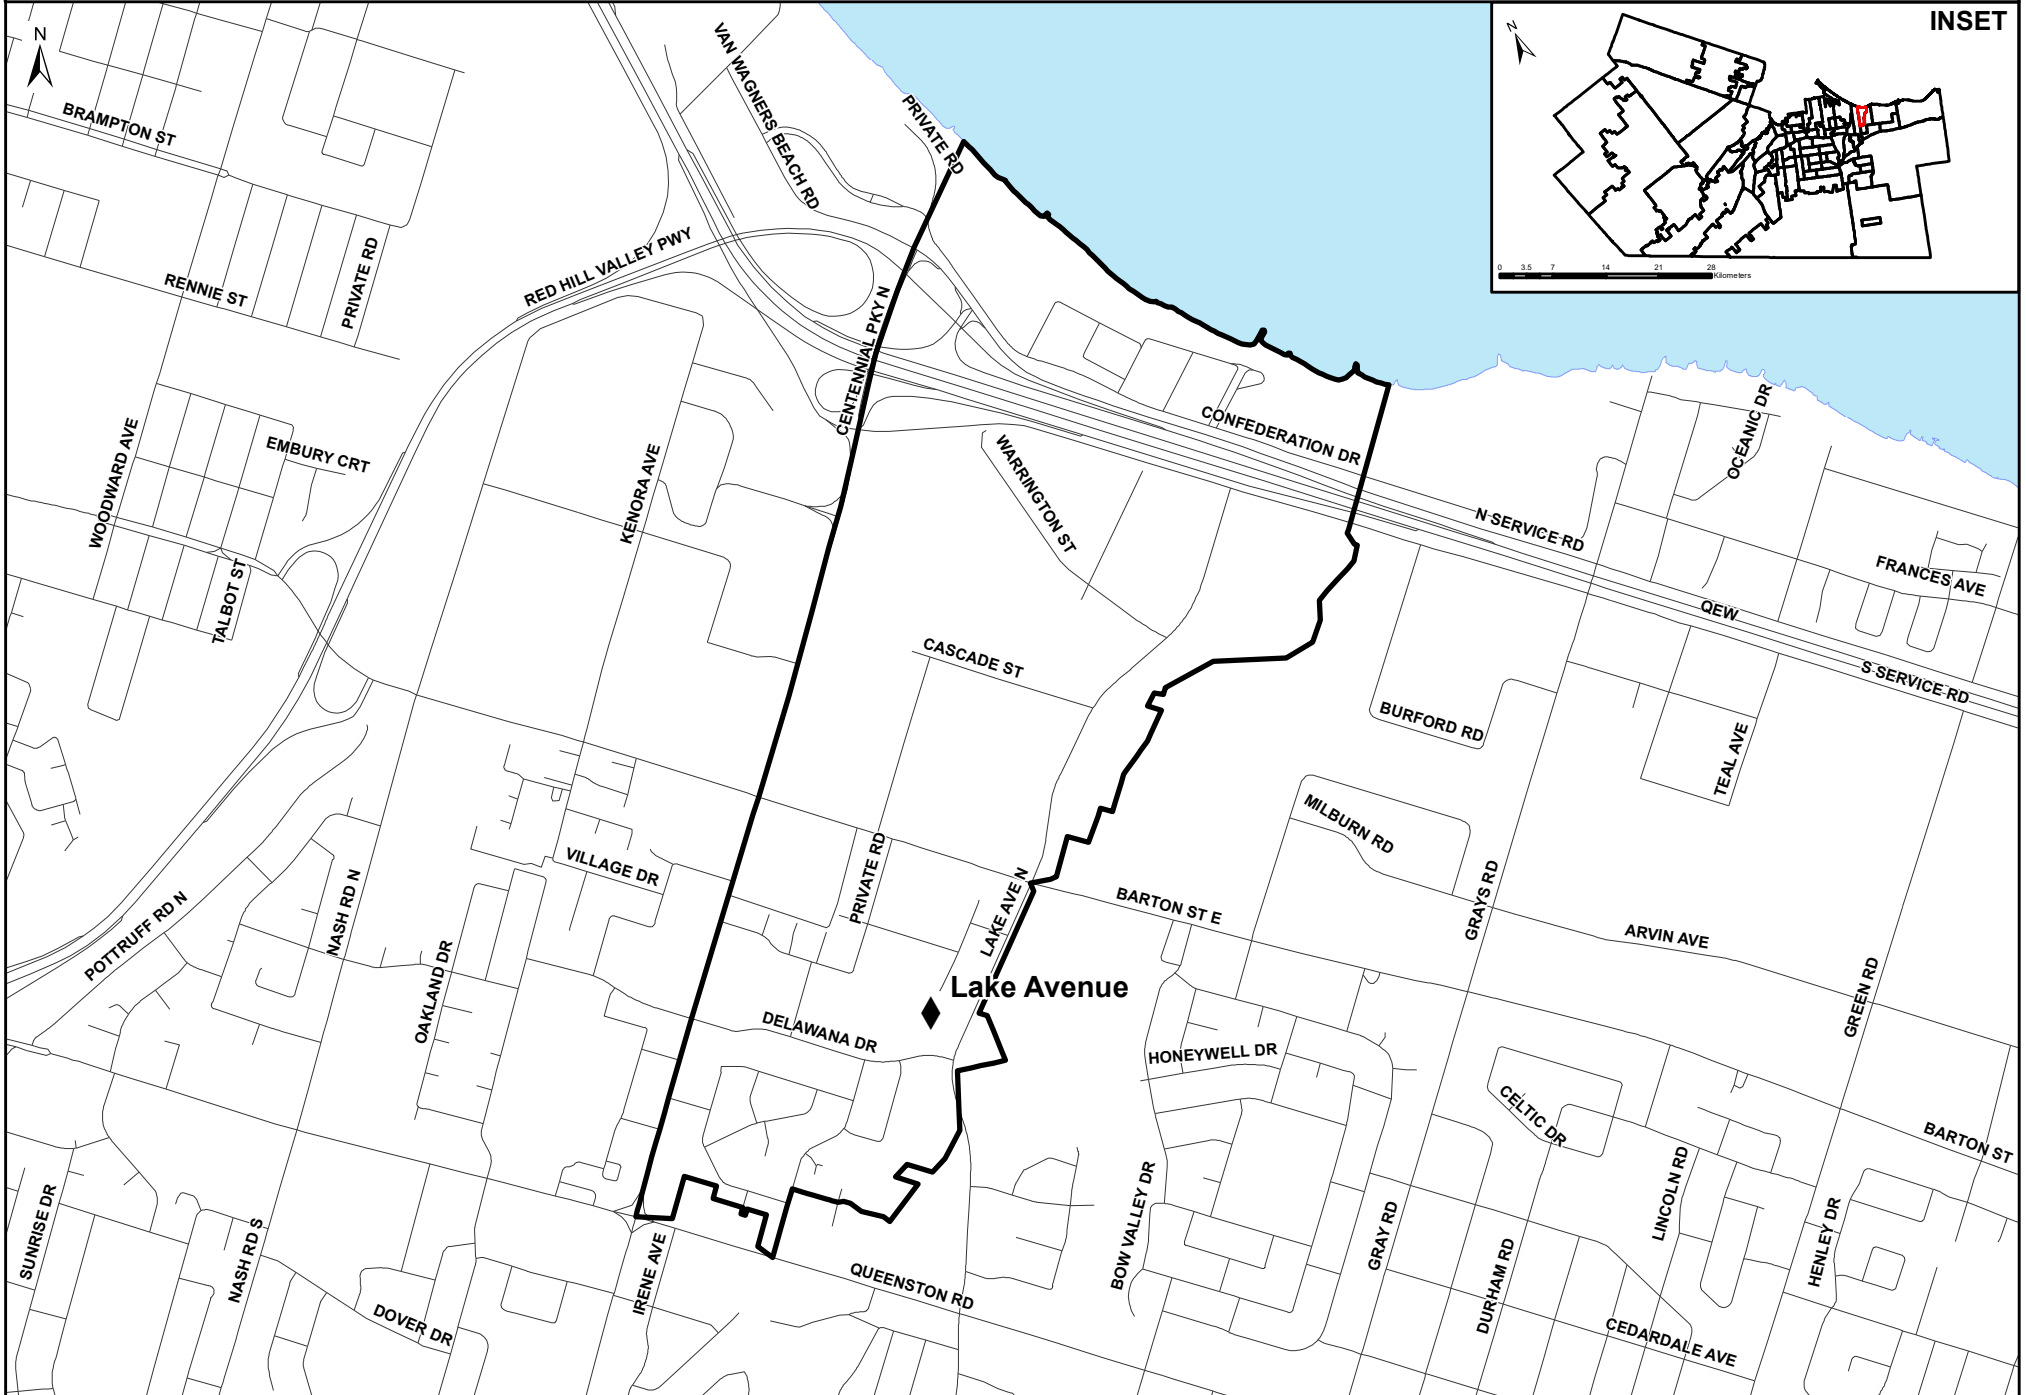 INSET
N
N
0 3.5 7 14 21 28
Kilometers
VAN WAGNERS BEACH RD
PRIVATE RD
BRAMPTON ST
RED HILL VALLEY PWY
RENNIE ST
PRIVATE RD
CENTENNIAL PKY N
CONFEDERATION DR
OCEANIC DR
WOODWARD AVE
EMBURY CRT
KENORA AVE
WARRINGTON ST
N SERVICE RD
FRANCES AVE
TALBOT ST
QEW
CASCADE ST
S SERVICE RD
BURFORD RD
TEAL AVE
MILBURN RD
VILLAGE DR
PRIVATE RD
GRAYS RD
POTTRUFF RD N
NASH RD N
LAKE AVE N
BARTON ST E
ARVIN AVE
OAKLAND DR
Lake Avenue
GREEN RD
DELAWANA DR
HONEYWELL DR
CELTIC DR
BARTON ST
SUNRISE DR
NASH RD S
IRENE AVE
BOW VALLEY DR
GRAY RD
DURHAM RD
LINCOLN RD
HENLEY DR
QUEENSTON RD
DOVER DR
CEDARDALE AVE